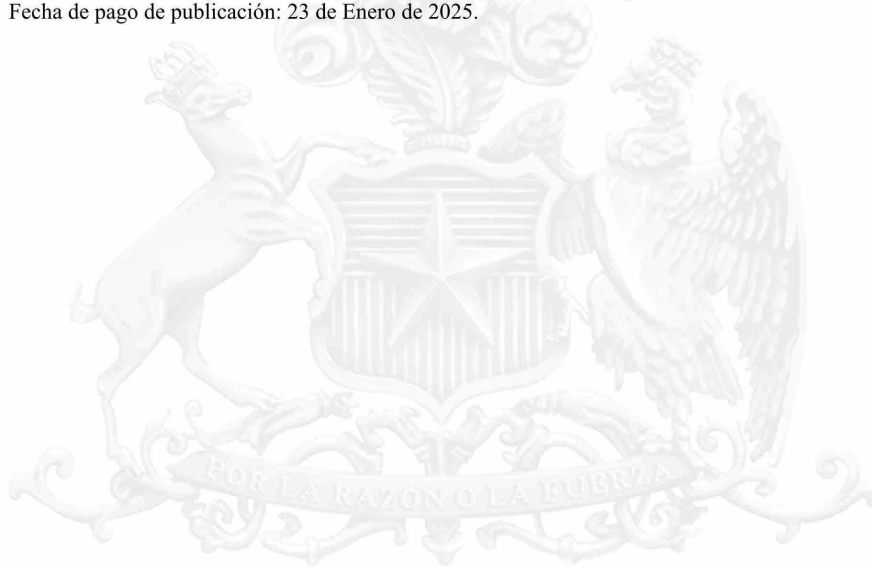 Fecha de pago de publicación: 23 de Enero de 2025.
POR LA RAZON O LA FUERZA